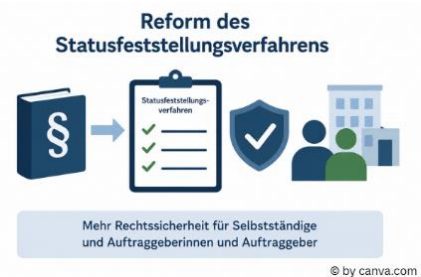 Reform des
Statusfeststellungsverfahrens
§
Statusfeststellungs-
verfahren
Mehr Rechtssicherheit für Selbstständige
und Auftraggeberinnen und Auftraggeber
© by canva.com